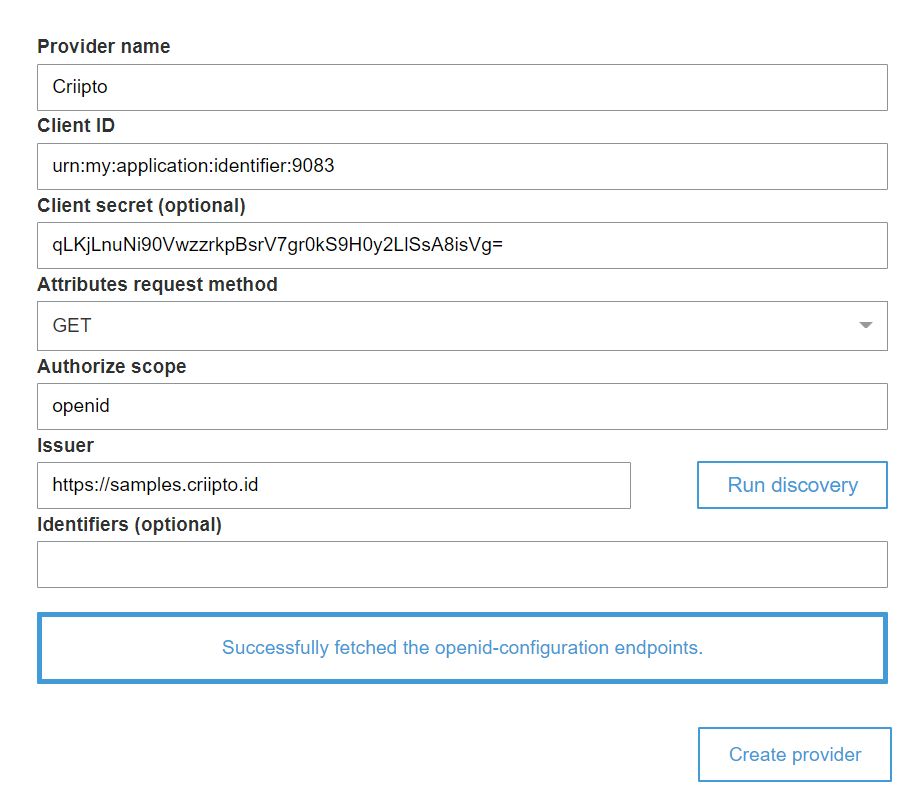 Provider name
Criipto
Client ID
urn:my:application:identifier:9083
Client secret (optional)
qLKjLnuNi90VwzzrkpBsrV7gr0kS9H0y2LlSsA8isVg=
Attributes request method
GET
Authorize scope
openid
Issuer
https://samples.criipto.id
Run discovery
Identifiers (optional)
Successfully fetched the openid-configuration endpoints.
Create provider